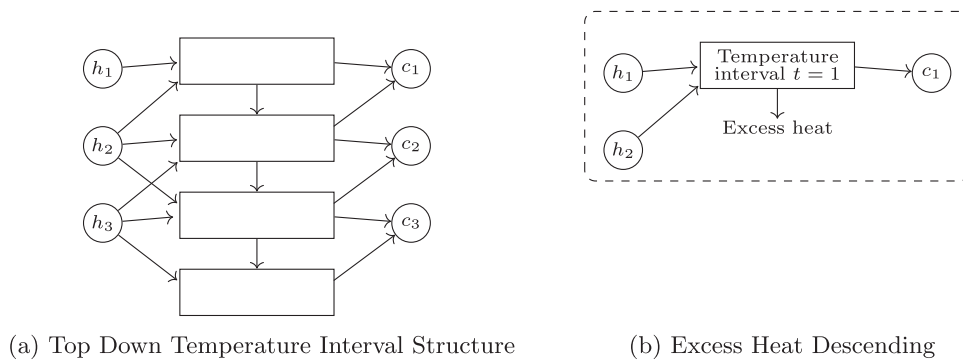 h₁
h₂
h₃
c₁
c₂
c₃
(a) Top Down Temperature Interval Structure
h₁
h₂
Temperature
interval t = 1
Excess heat
c₁
(b) Excess Heat Descending